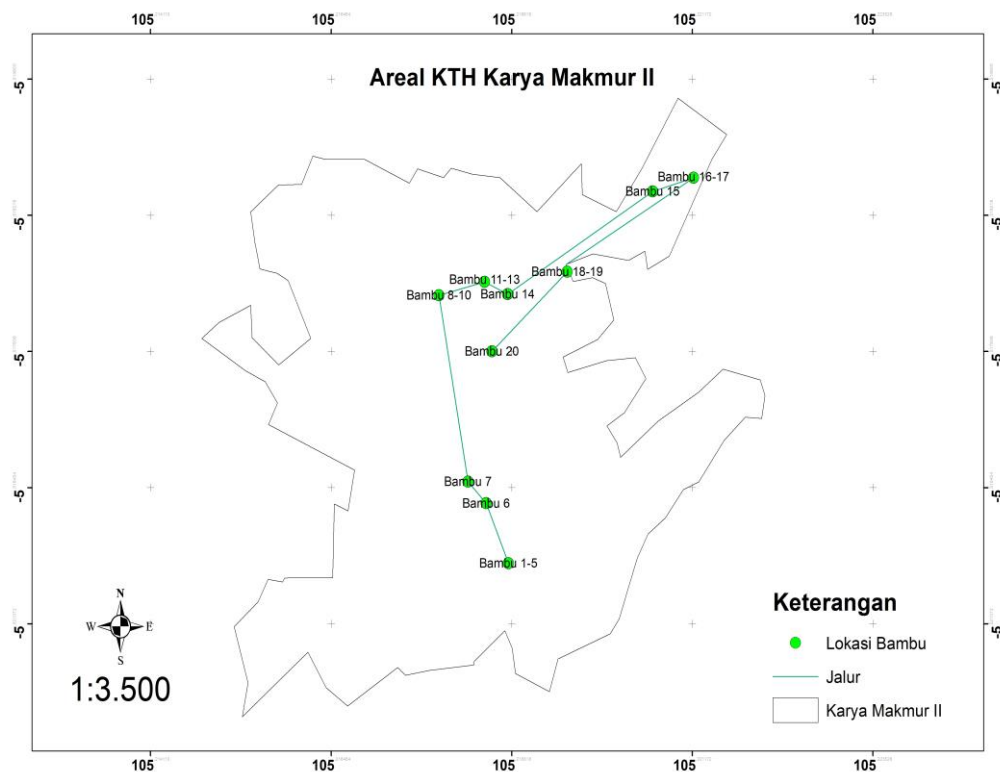 105 105 105 105 105
Areal KTH Karya Makmur II
-5 -5
Bambu 16-17
Bambu 15
-5 -5
Bambu 18-19
Bambu 11-13
Bambu 14
Bambu 8-10
Bambu 20
-5 -5
Bambu 7
-5 -5
Bambu 6
Bambu 1-5
Keterangan
N
W E
S
-5 -5
Lokasi Bambu
Jalur
1:3.500
Karya Makmur II
105 105 105 105 105